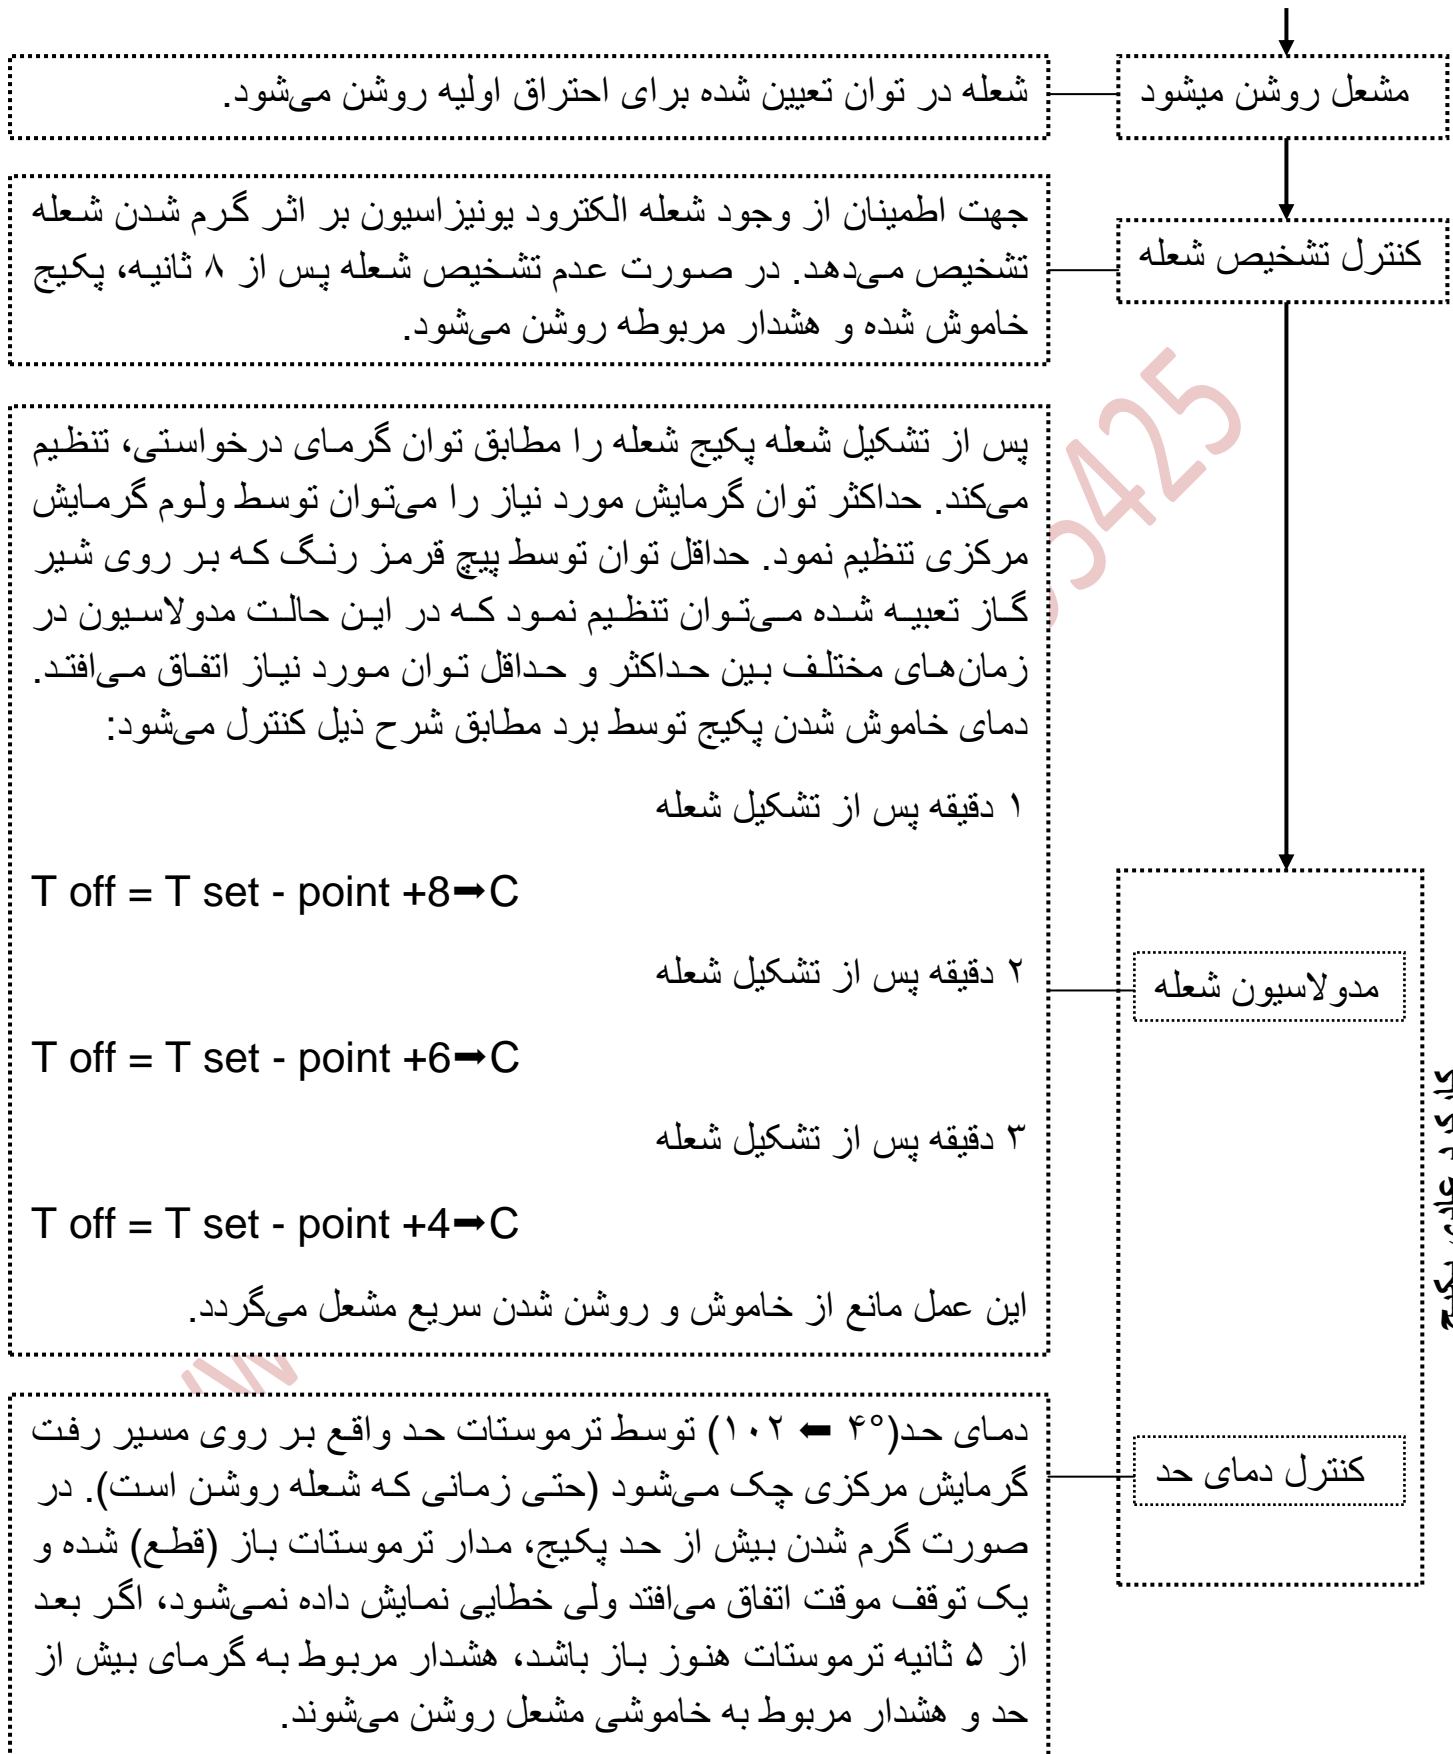 مشعل روشن میشود
شعله در توان تعیین شده برای احتراق اولیه روشن می‌شود.
کنترل تشخیص شعله
جهت اطمینان از وجود شعله الکترود یونیزاسیون بر اثر گرم شدن شعله
تشخیص می‌دهد. در صورت عدم تشخیص شعله پس از ۸ ثانیه، پکیج
خاموش شده و هشدار مربوطه روشن می‌شود.
مدولاسیون شعله
پس از تشکیل شعله پکیج شعله را مطابق توان گرمای درخواستی، تنظیم
می‌کند. حداکثر توان گرمایش مورد نیاز را می‌توان توسط ولوم گرمایش
مرکزی تنظیم نمود. حداقل توان توسط پیچ قرمز رنگ که بر روی شیر
گاز تعبیه شده می‌توان تنظیم نمود که در این حالت مدولاسیون در
زمان‌های مختلف بین حداکثر و حداقل توان مورد نیاز اتفاق می‌افتد.
دمای خاموش شدن پکیج توسط برد مطابق شرح ذیل کنترل می‌شود:
۱ دقیقه پس از تشکیل شعله
T off = T set - point +8➡C
۲ دقیقه پس از تشکیل شعله
T off = T set - point +6➡C
۳ دقیقه پس از تشکیل شعله
T off = T set - point +4➡C
این عمل مانع از خاموش و روشن شدن سریع مشعل می‌گردد.
کنترل دمای حد
دمای حد(۴° ⬅ ۱۰۲) توسط ترموستات حد واقع بر روی مسیر رفت
گرمایش مرکزی چک می‌شود (حتی زمانی که شعله روشن است). در
صورت گرم شدن بیش از حد پکیج، مدار ترموستات باز (قطع) شده و
یک توقف موقت اتفاق می‌افتد ولی خطایی نمایش داده نمی‌شود، اگر بعد
از ۵ ثانیه ترموستات هنوز باز باشد، هشدار مربوط به گرمای بیش از
حد و هشدار مربوط به خاموشی مشعل روشن می‌شوند.
5425